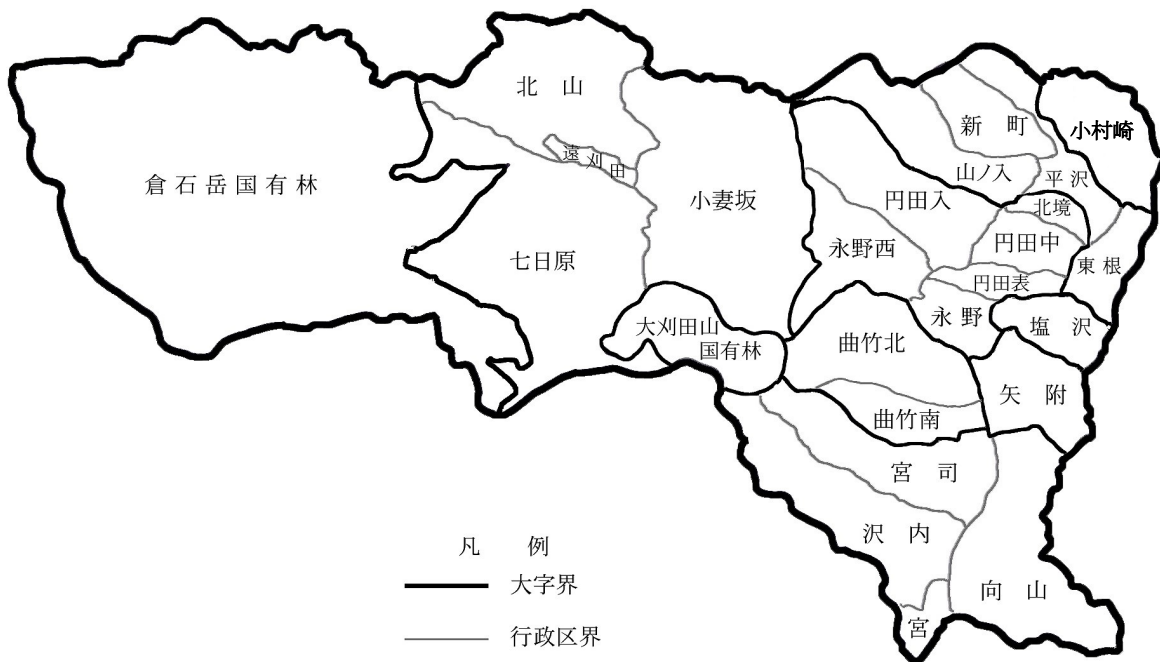 北山
遠刈田
倉石岳国有林
七日原
小妻坂
大刈田山
国有林
新町
小村崎
山ノ入
平沢
円田入
北境
円田中
永野西
東根
円田表
永野
塩沢
曲竹北
矢附
曲竹南
宮司
沢内
向山
宮
凡例
大字界
行政区界